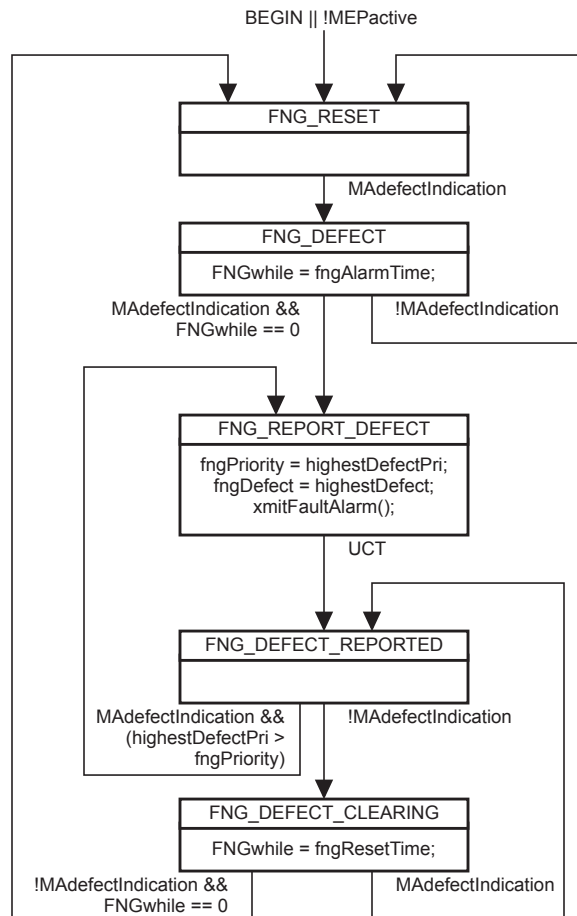 BEGIN || !MEPactive
FNG_RESET
MAdefectIndication
FNG_DEFECT
FNGwhile = fngAlarmTime;
MAdefectIndication &&
FNGwhile == 0
!MAdefectIndication
FNG_REPORT_DEFECT
fngPriority = highestDefectPri;
fngDefect = highestDefect;
xmitFaultAlarm();
UCT
FNG_DEFECT_REPORTED
MAdefectIndication &&
(highestDefectPri >
fngPriority)
!MAdefectIndication
FNG_DEFECT_CLEARING
FNGwhile = fngResetTime;
!MAdefectIndication &&
FNGwhile == 0
MAdefectIndication